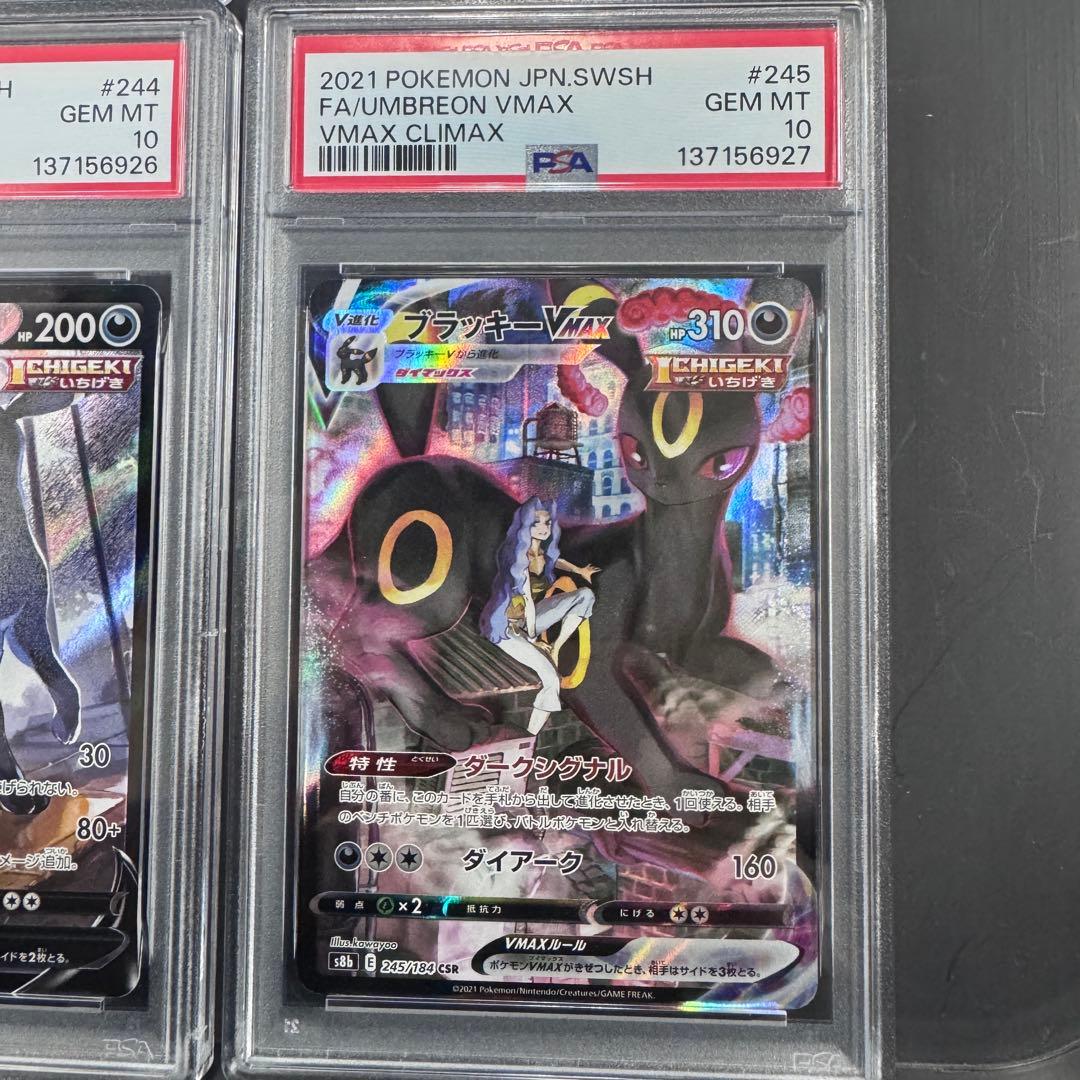 H #244
GEM MT
10
137156926
2021 POKEMON JPN.SWSH #245
FA/UMBREON VMAX GEM MT
VMAX CLIMAX 10
PSA 137156927
HP 200
ICHIGEKI
いちげき
30
げられない。
80+
メージ追加。
サイドを2枚とる。
V進化 ブラッキーVMAX HP 310
ブラッキーVから進化
ダイマックス
ICHIGEKI
いちげき
特性 ダークシグナル
自分の番に、このカードを手札から出して進化させたとき、1回使える。相手
のベンチポケモンを1匹選び、バトルポケモンと入れ替える。
ダイアーク 160
弱点 ×2 抵抗力 にげる
Illus.kawayoo
VMAXルール
ポケモンVMAXがきぜつしたとき、相手はサイドを3枚とる。
s8b E 245/184 CSR
©2021 Pokémon/Nintendo/Creatures/GAME FREAK.
PSA
PSA